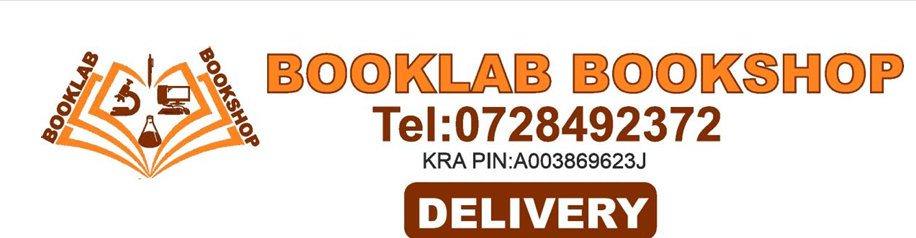 BOOKLAB BOOKSHOP
BOOKLAB BOOKSHOP
Tel:0728492372
KRA PIN:A003869623J
DELIVERY